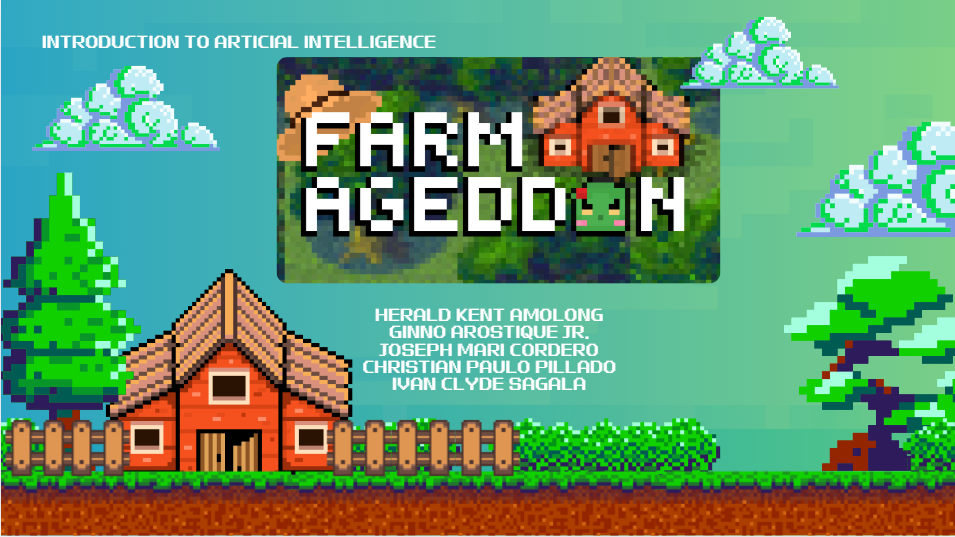 INTRODUCTION TO ARTICIAL INTELLIGENCE
FARM
AGEDDON
HERALD KENT AMOLONG
GINNO AROSTIQUE JR.
JOSEPH MARI CORDERO
CHRISTIAN PAULO PILLADO
IVAN CLYDE SAGALA